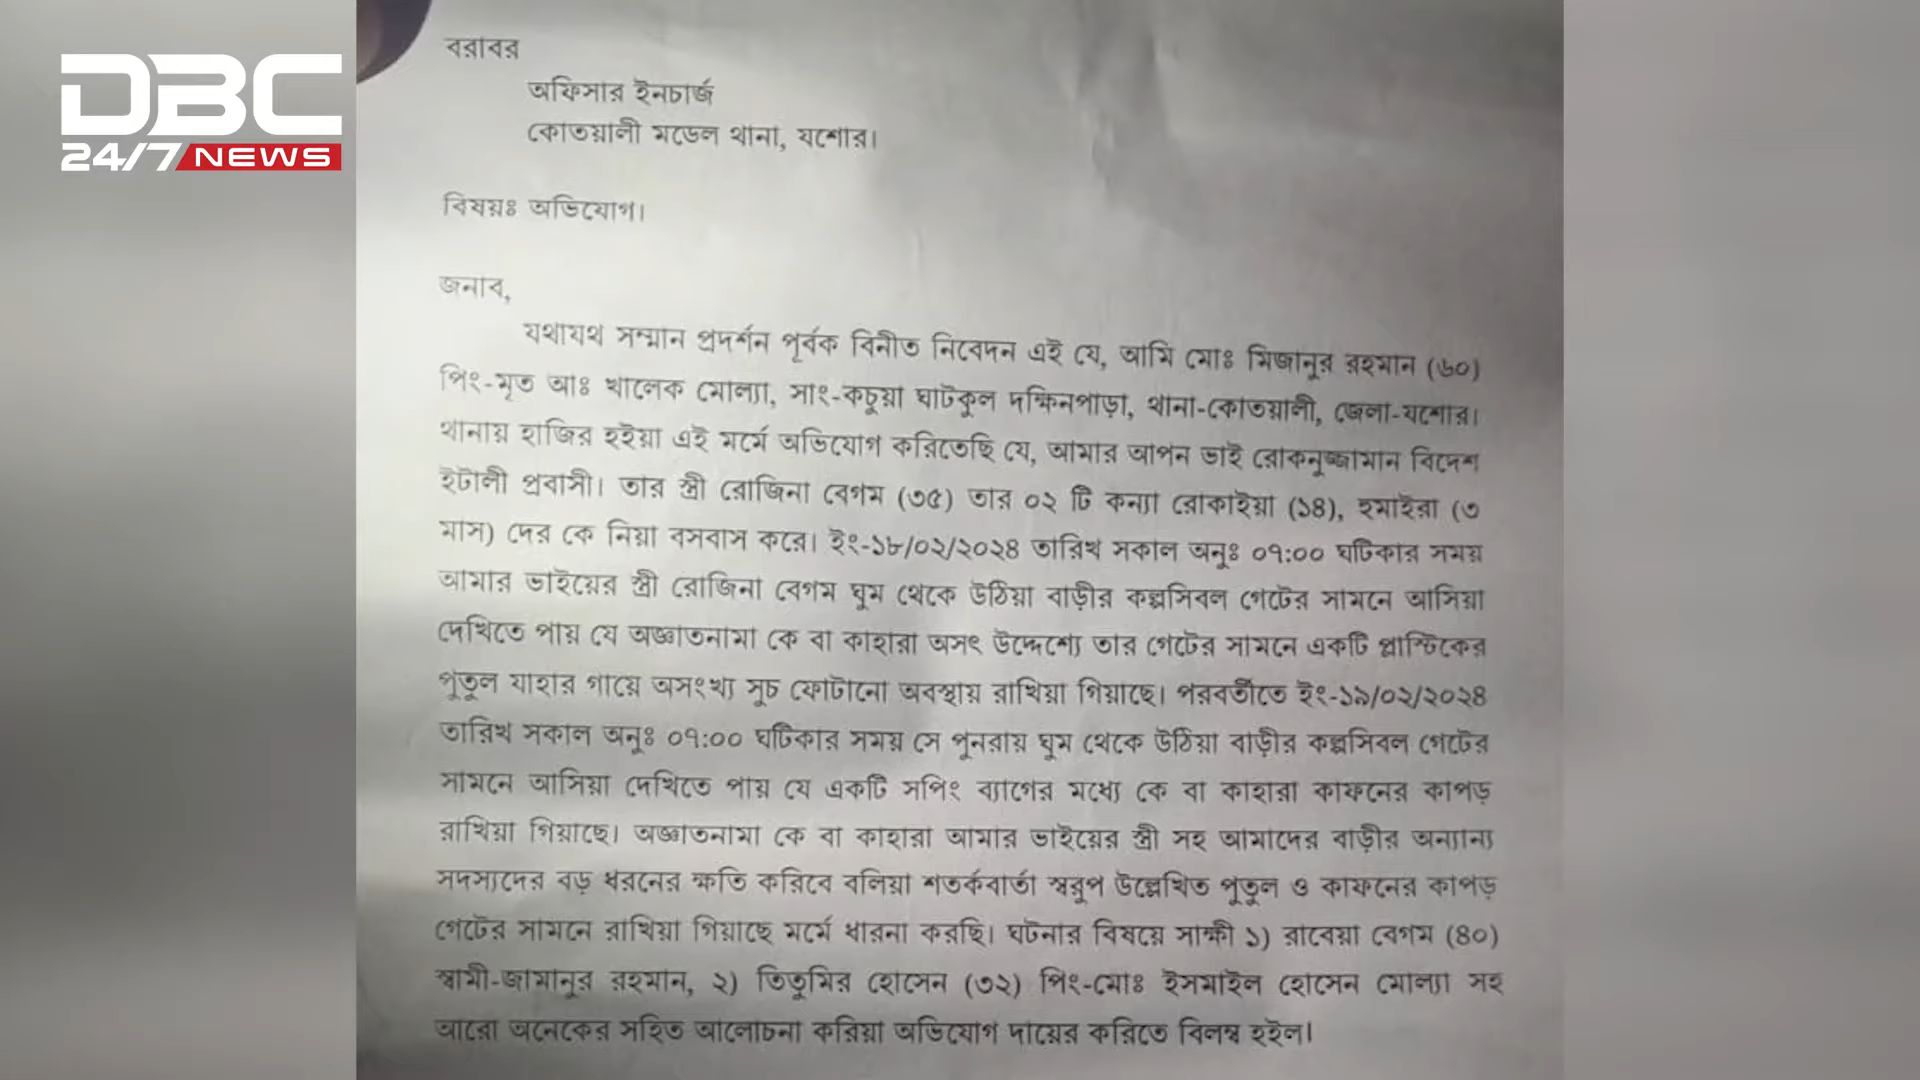 DBC
24/7 NEWS
বরাবর
অফিসার ইনচার্জ
কোতয়ালী মডেল থানা, যশোর।
বিষয়ঃ অভিযোগ।
জনাব,
যথাযথ সম্মান প্রদর্শন পূর্বক বিনীত নিবেদন এই যে, আমি মোঃ মিজানুর রহমান (৬০)
পিং-মৃত আঃ খালেক মোল্যা, সাং-কচুয়া ঘাটকুল দক্ষিনপাড়া, থানা-কোতয়ালী, জেলা-যশোর।
থানায় হাজির হইয়া এই মর্মে অভিযোগ করিতেছি যে, আমার আপন ভাই রোকনুজ্জামান বিদেশ
ইটালী প্রবাসী। তার স্ত্রী রোজিনা বেগম (৩৫) তার ০২ টি কন্যা রোকাইয়া (১৪), হুমাইরা (৩
মাস) দের কে নিয়া বসবাস করে। ইং-১৮/০২/২০২৪ তারিখ সকাল অনুঃ ০৭:০০ ঘটিকার সময়
আমার ভাইয়ের স্ত্রী রোজিনা বেগম ঘুম থেকে উঠিয়া বাড়ীর কল্পসিবল গেটের সামনে আসিয়া
দেখিতে পায় যে অজ্ঞাতনামা কে বা কাহারা অসৎ উদ্দেশ্যে তার গেটের সামনে একটি প্লাস্টিকের
পুতুল যাহার গায়ে অসংখ্য সুচ ফোটানো অবস্থায় রাখিয়া গিয়াছে। পরবর্তীতে ইং-১৯/০২/২০২৪
তারিখ সকাল অনুঃ ০৭:০০ ঘটিকার সময় সে পুনরায় ঘুম থেকে উঠিয়া বাড়ীর কল্পসিবল গেটের
সামনে আসিয়া দেখিতে পায় যে একটি সপিং ব্যাগের মধ্যে কে বা কাহারা কাফনের কাপড়
রাখিয়া গিয়াছে। অজ্ঞাতনামা কে বা কাহারা আমার ভাইয়ের স্ত্রী সহ আমাদের বাড়ীর অন্যান্য
সদস্যদের বড় ধরনের ক্ষতি করিবে বলিয়া শতর্কবার্তা স্বরুপ উল্লেখিত পুতুল ও কাফনের কাপড়
গেটের সামনে রাখিয়া গিয়াছে মর্মে ধারনা করছি। ঘটনার বিষয়ে সাক্ষী ১) রাবেয়া বেগম (৪০)
স্বামী-জামানুর রহমান, ২) তিতুমির হোসেন (৩২) পিং-মোঃ ইসমাইল হোসেন মোল্যা সহ
আরো অনেকের সহিত আলোচনা করিয়া অভিযোগ দায়ের করিতে বিলম্ব হইল।